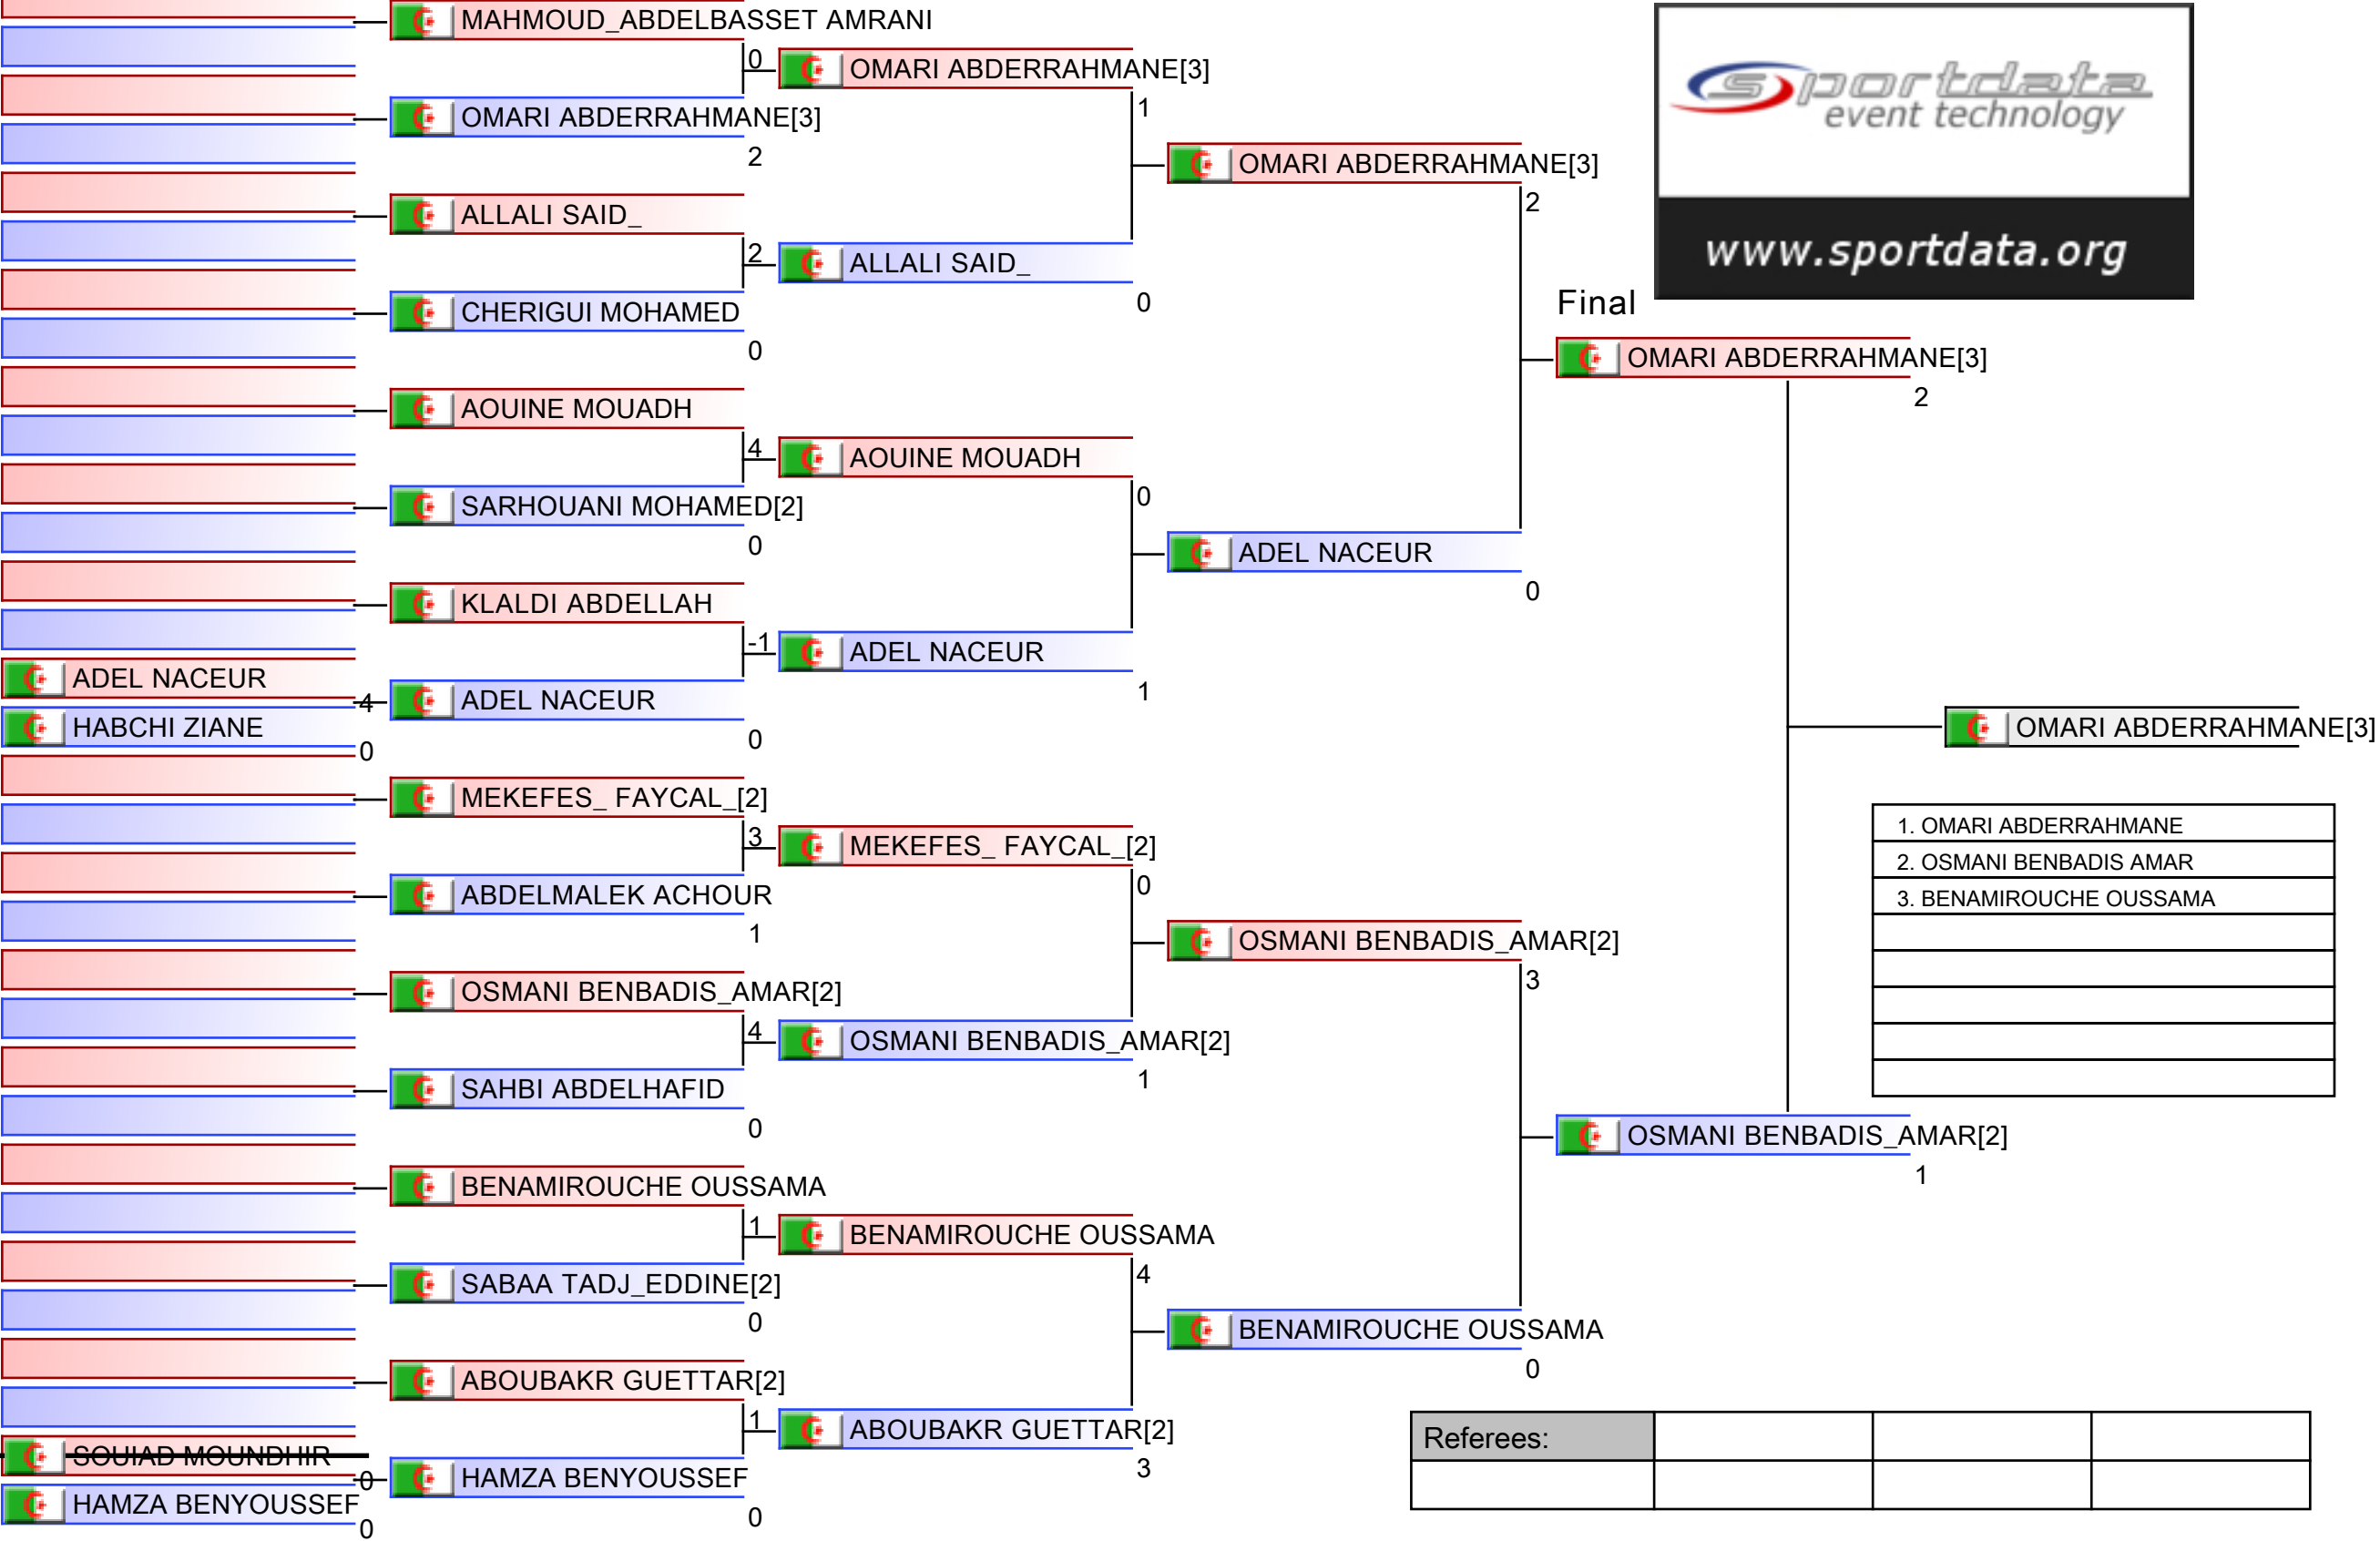 MAHMOUD_ABDELBASSET AMRANI
0
OMARI ABDERRAHMANE[3]
2
ALLALI SAID_
2
CHERIGUI MOHAMED
0
AOUINE MOUADH
4
SARHOUANI MOHAMED[2]
0
KLALDI ABDELLAH
-1
ADEL NACEUR
0
ADEL NACEUR
4
HABCHI ZIANE
0
MEKEFES_ FAYCAL_[2]
3
ABDELMALEK ACHOUR
1
OSMANI BENBADIS_AMAR[2]
4
SAHBI ABDELHAFID
0
BENAMIROUCHE OUSSAMA
1
SABAA TADJ_EDDINE[2]
0
ABOUBAKR GUETTAR[2]
1
HAMZA BENYOUSSEF
0
SOUIAD MOUNDHIR
0
HAMZA BENYOUSSEF
0
OMARI ABDERRAHMANE[3]
1
ALLALI SAID_
0
AOUINE MOUADH
0
ADEL NACEUR
1
MEKEFES_ FAYCAL_[2]
0
OSMANI BENBADIS_AMAR[2]
1
BENAMIROUCHE OUSSAMA
4
ABOUBAKR GUETTAR[2]
3
OMARI ABDERRAHMANE[3]
2
ADEL NACEUR
0
OSMANI BENBADIS_AMAR[2]
3
BENAMIROUCHE OUSSAMA
0
sportdata
event technology
www.sportdata.org
Final
OMARI ABDERRAHMANE[3]
2
OSMANI BENBADIS_AMAR[2]
1
OMARI ABDERRAHMANE[3]
1. OMARI ABDERRAHMANE
2. OSMANI BENBADIS AMAR
3. BENAMIROUCHE OUSSAMA
Referees: